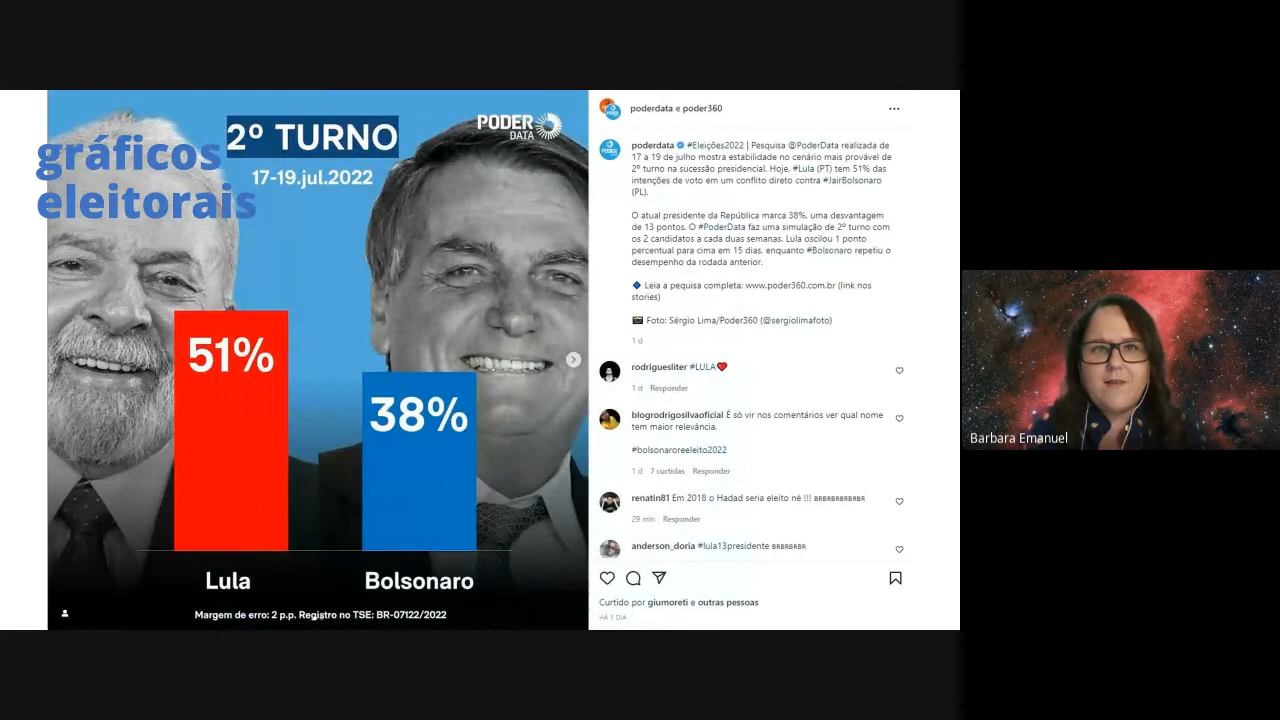 gráficos
eleitorais
2º TURNO
17-19.jul.2022
PODER
DATA
51%
38%
Lula
Bolsonaro
Margem de erro: 2 p.p. Registro no TSE: BR-07122/2022
poderdata e poder360
poderdata #Eleições2022 | Pesquisa @PoderData realizada de
17 a 19 de julho mostra estabilidade no cenário mais provável de
2º turno na sucessão presidencial. Hoje, #Lula (PT) tem 51% das
intenções de voto em um conflito direto contra #JairBolsonaro
(PL).
O atual presidente da República marca 38%, uma desvantagem
de 13 pontos. O #PoderData faz uma simulação de 2º turno com
os 2 candidatos a cada duas semanas. Lula oscilou 1 ponto
percentual para cima em 15 dias, enquanto #Bolsonaro repetiu o
desempenho da rodada anterior.
Leia a pequisa completa: www.poder360.com.br (link nos
stories)
Foto: Sérgio Lima/Poder360 (@sergiolimafoto)
1 d
rodriguesliter #LULA
1 d Responder
blogrodrigosilvaoficial É só vir nos comentários ver qual nome
tem maior relevância.
#bolsonaroreeleito2022
1 d 7 curtidas Responder
renatin81 Em 2018 o Hadad seria eleito né !!! BRBRBRBRBRBR
29 min Responder
anderson_doria #lula13presidente BRBRBRBR
Curtido por giumoreti e outras pessoas
HÁ 1 DIA
Barbara Emanuel